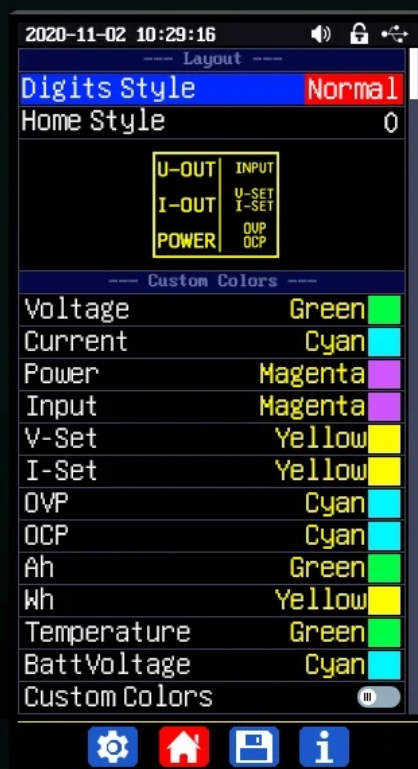 2020-11-02 10:29:16
--- Layout ---
Digits Style Normal
Home Style 0
U-OUT INPUT
I-OUT V-SET
I-SET
POWER OVP
OCP
--- Custom Colors ---
Voltage Green
Current Cyan
Power Magenta
Input Magenta
V-Set Yellow
I-Set Yellow
OVP Cyan
OCP Cyan
Ah Green
Wh Yellow
Temperature Green
BattVoltage Cyan
Custom Colors